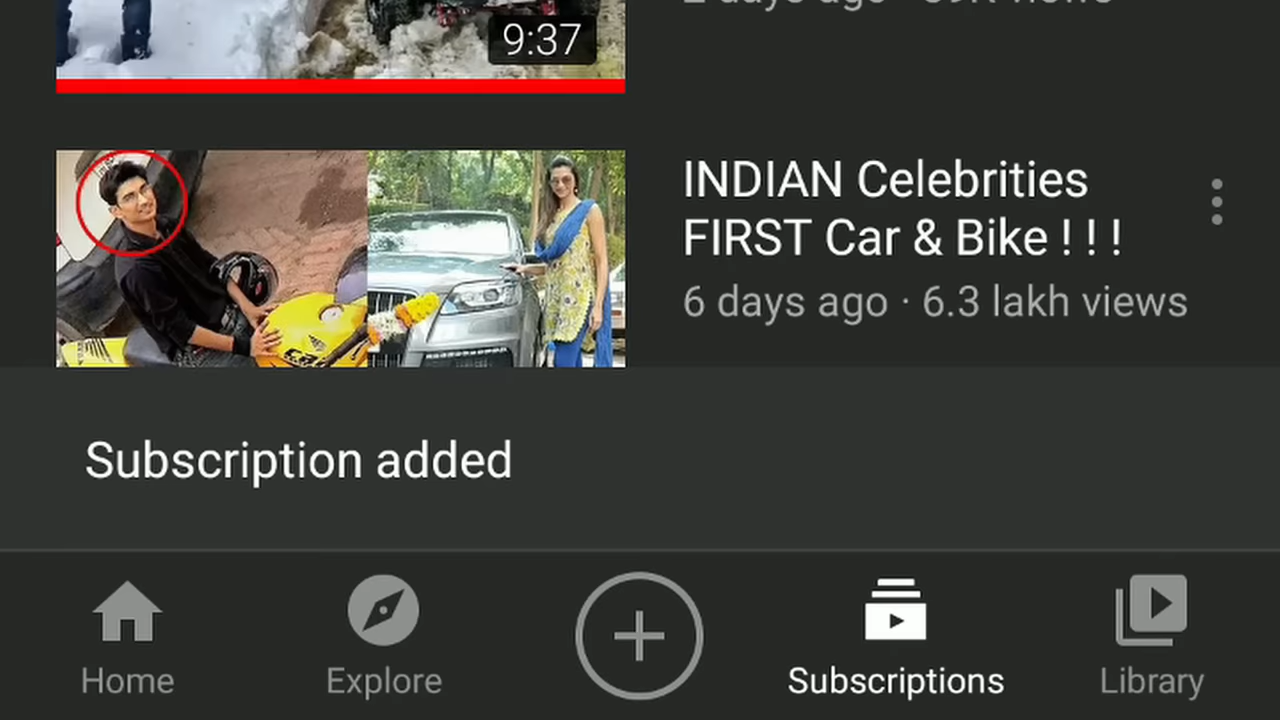 9:37
INDIAN Celebrities
FIRST Car & Bike ! ! !
6 days ago · 6.3 lakh views
Subscription added
Home
Explore
Subscriptions
Library